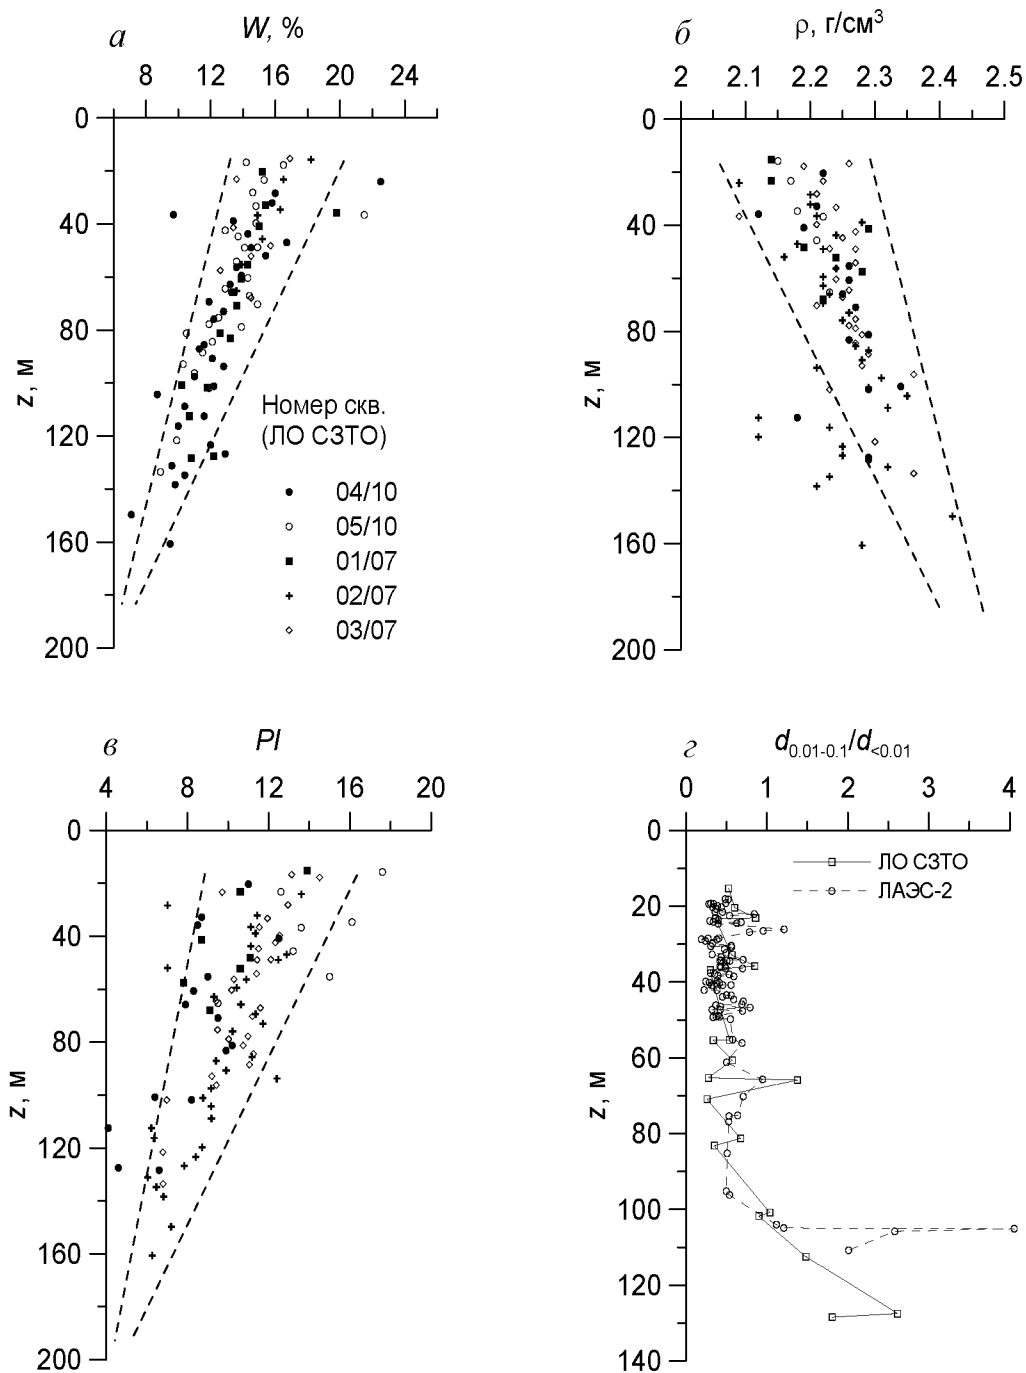 а
W, %
8 12 16 20 24
0
40
80
120
160
200
z, м
Номер скв.
(ЛО СЗТО)
04/10
05/10
01/07
02/07
03/07
б
ρ, г/см³
2 2.1 2.2 2.3 2.4 2.5
0
40
80
120
160
200
z, м
в
PI
4 8 12 16 20
0
40
80
120
160
200
z, м
г
d0.01-0.1/d<0.01
0 1 2 3 4
0
20
40
60
80
100
120
140
z, м
ЛО СЗТО
ЛАЭС-2